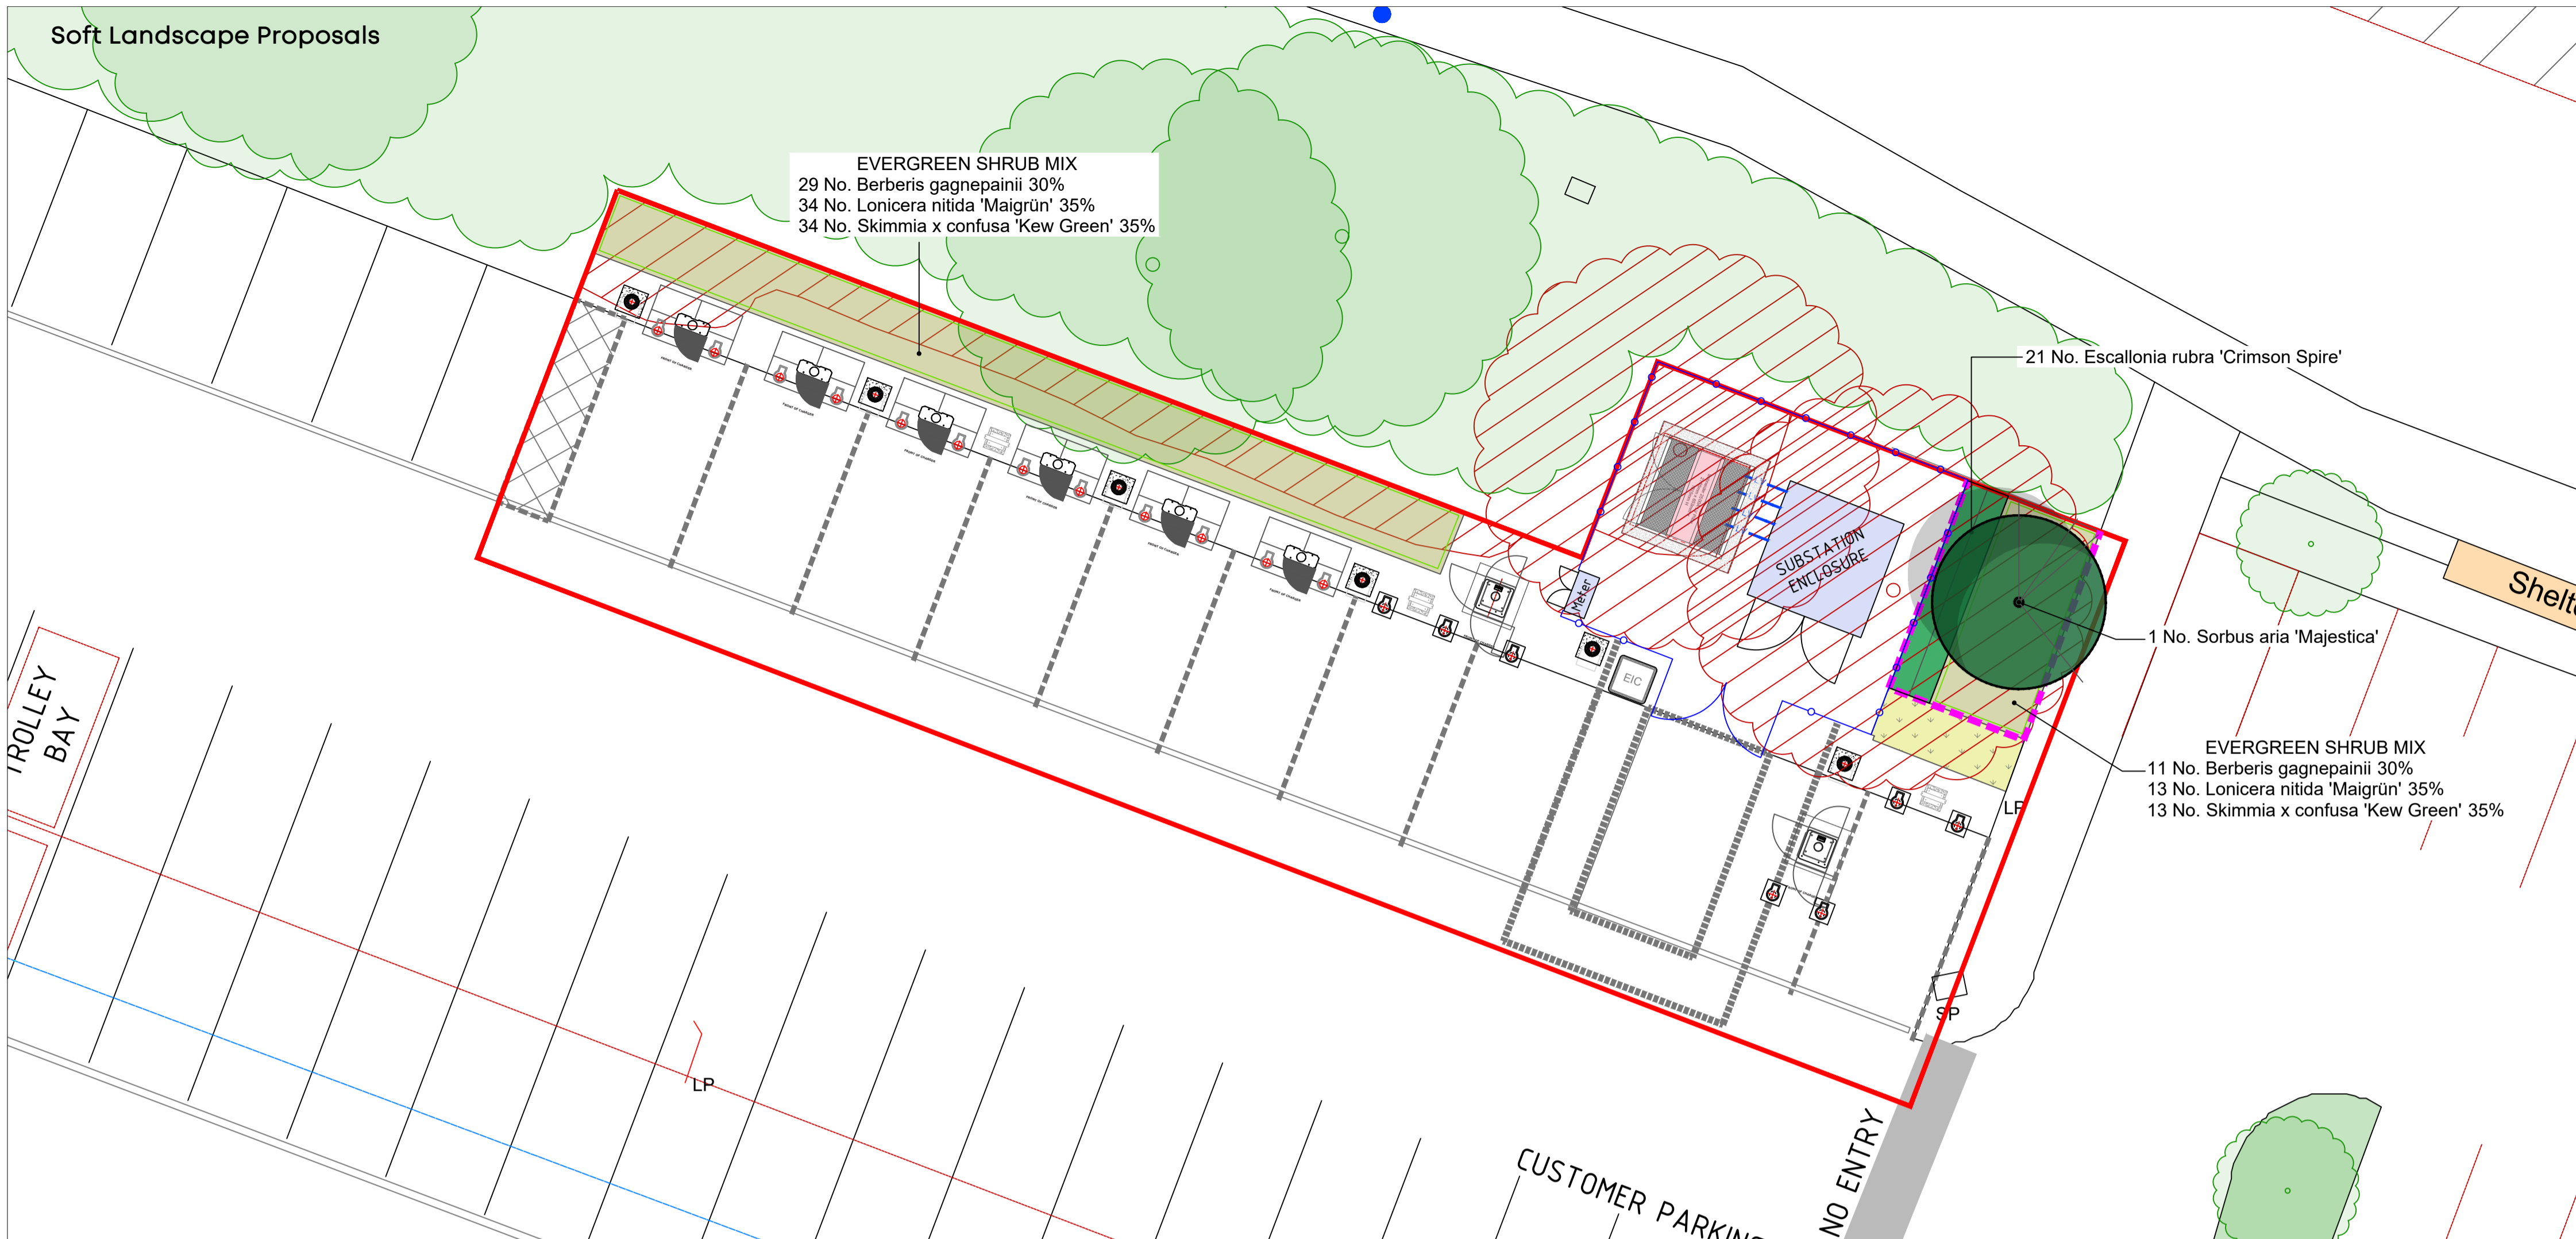 Soft Landscape Proposals
EVERGREEN SHRUB MIX
29 No. Berberis gagnepainii 30%
34 No. Lonicera nitida 'Maigrün' 35%
34 No. Skimmia x confusa 'Kew Green' 35%
21 No. Escallonia rubra 'Crimson Spire'
SUBSTATION
ENCLOSURE
Meter
EIC
1 No. Sorbus aria 'Majestica'
EVERGREEN SHRUB MIX
11 No. Berberis gagnepainii 30%
13 No. Lonicera nitida 'Maigrün' 35%
13 No. Skimmia x confusa 'Kew Green' 35%
LP
SP
TROLLEY
BAY
LP
CUSTOMER PARKING
NO ENTRY